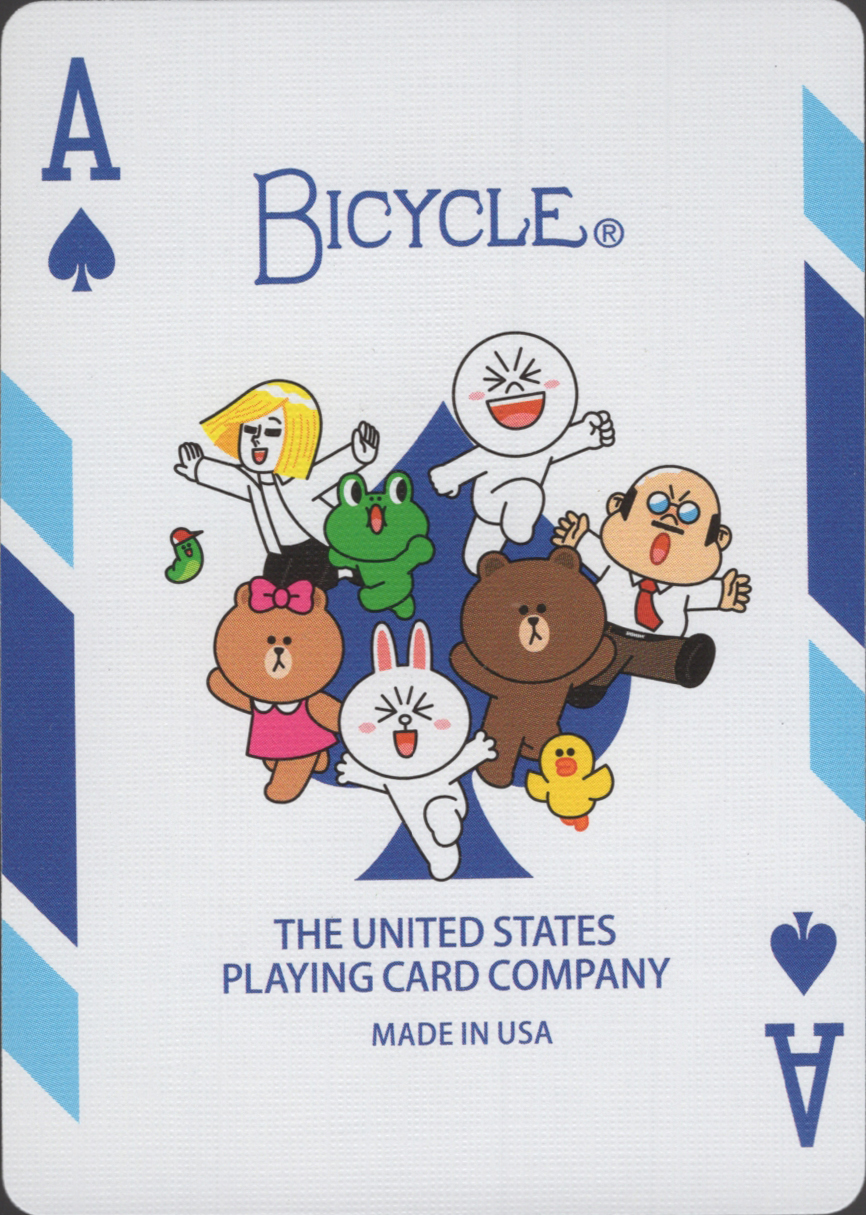 A
BICYCLE®
THE UNITED STATES
PLAYING CARD COMPANY
MADE IN USA
A